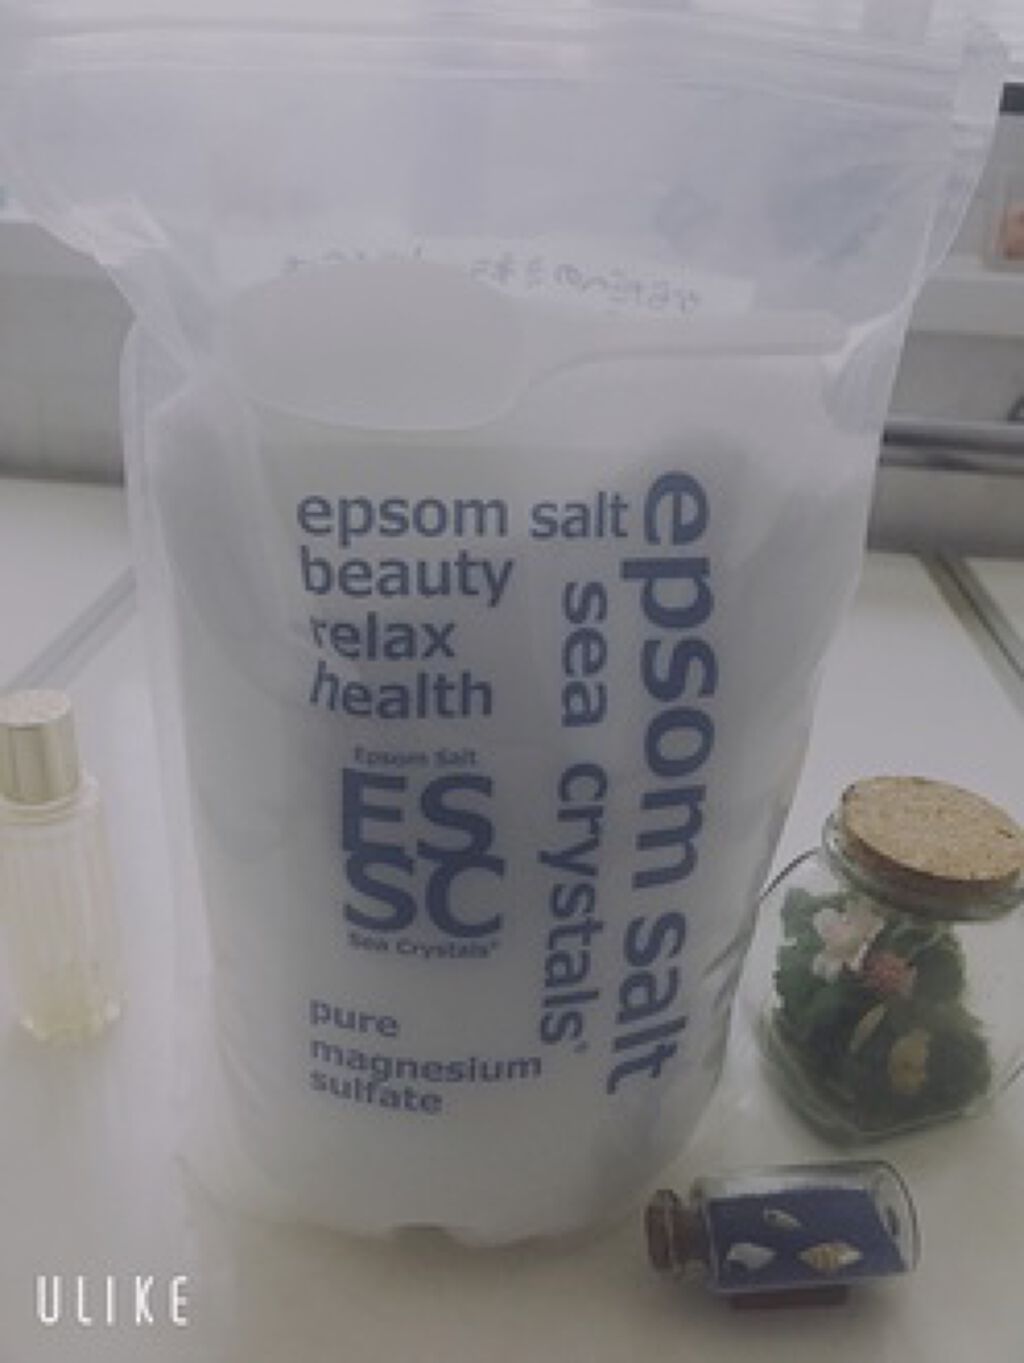 epsom salt
beauty
relax
health
Epsom Salt
ES
SC
Sea Crystals®
pure
magnesium
sulfate
sea crystals®
epsom salt
ULIKE